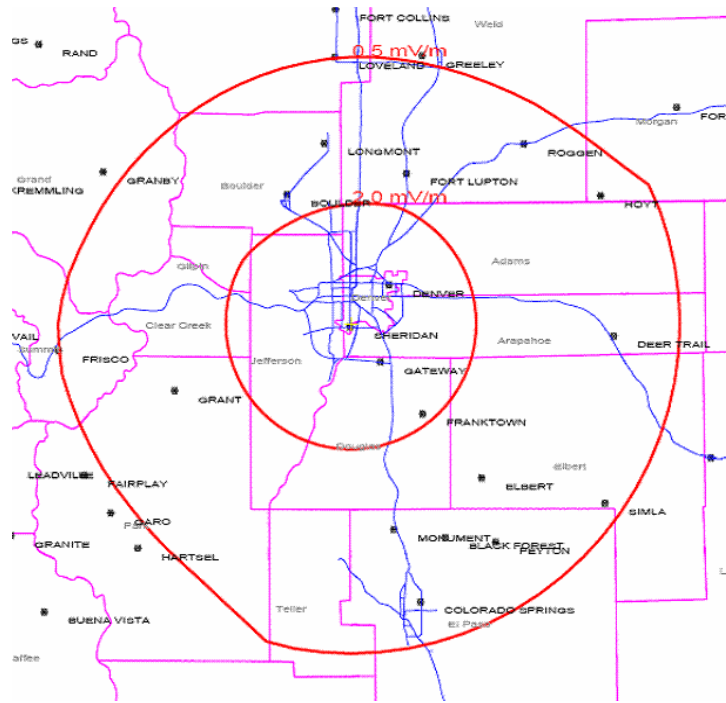 FORT COLLINS
Weld
GS
RAND
0.5 mV/m
LOVELAND
GREELEY
Morgan
FOR
LONGMONT
ROGGEN
Grand
KREMMLING
GRANBY
Boulder
FORT LUPTON
BOULDER
2.0 mV/m
HOYT
Gilpin
Adams
Denver
DENVER
Clear Creek
SHERIDAN
Arapahoe
DEER TRAIL
VAIL
Summit
FRISCO
Jefferson
GATEWAY
GRANT
FRANKTOWN
Douglas
Elbert
LEADVILLE
FAIRPLAY
ELBERT
SIMLA
Park
GARO
MONUMENT
BLACK FOREST
PEYTON
GRANITE
HARTSEL
L
Teller
COLORADO SPRINGS
BUENA VISTA
El Paso
affee